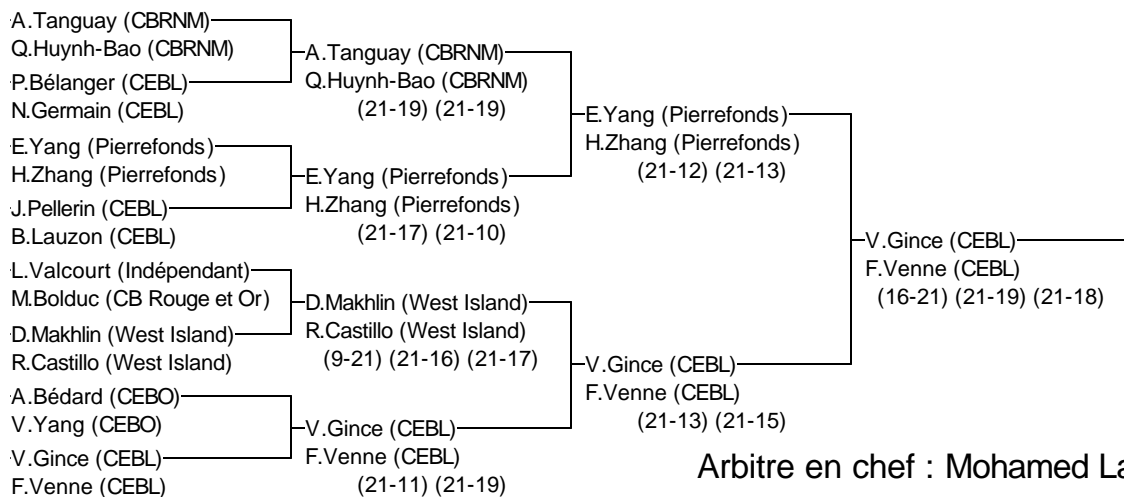 A.Tanguay (CBRNM)
Q.Huynh-Bao (CBRNM)
P.Bélanger (CEBL)
N.Germain (CEBL)
E.Yang (Pierrefonds)
H.Zhang (Pierrefonds)
J.Pellerin (CEBL)
B.Lauzon (CEBL)
L.Valcourt (Indépendant)
M.Bolduc (CB Rouge et Or)
D.Makhlin (West Island)
R.Castillo (West Island)
A.Bédard (CEBO)
V.Yang (CEBO)
V.Gince (CEBL)
F.Venne (CEBL)
A.Tanguay (CBRNM)
Q.Huynh-Bao (CBRNM)
(21-19) (21-19)
E.Yang (Pierrefonds)
H.Zhang (Pierrefonds)
(21-17) (21-10)
D.Makhlin (West Island)
R.Castillo (West Island)
(9-21) (21-16) (21-17)
V.Gince (CEBL)
F.Venne (CEBL)
(21-11) (21-19)
E.Yang (Pierrefonds)
H.Zhang (Pierrefonds)
(21-12) (21-13)
V.Gince (CEBL)
F.Venne (CEBL)
(21-13) (21-15)
V.Gince (CEBL)
F.Venne (CEBL)
(16-21) (21-19) (21-18)
Arbitre en chef : Mohamed